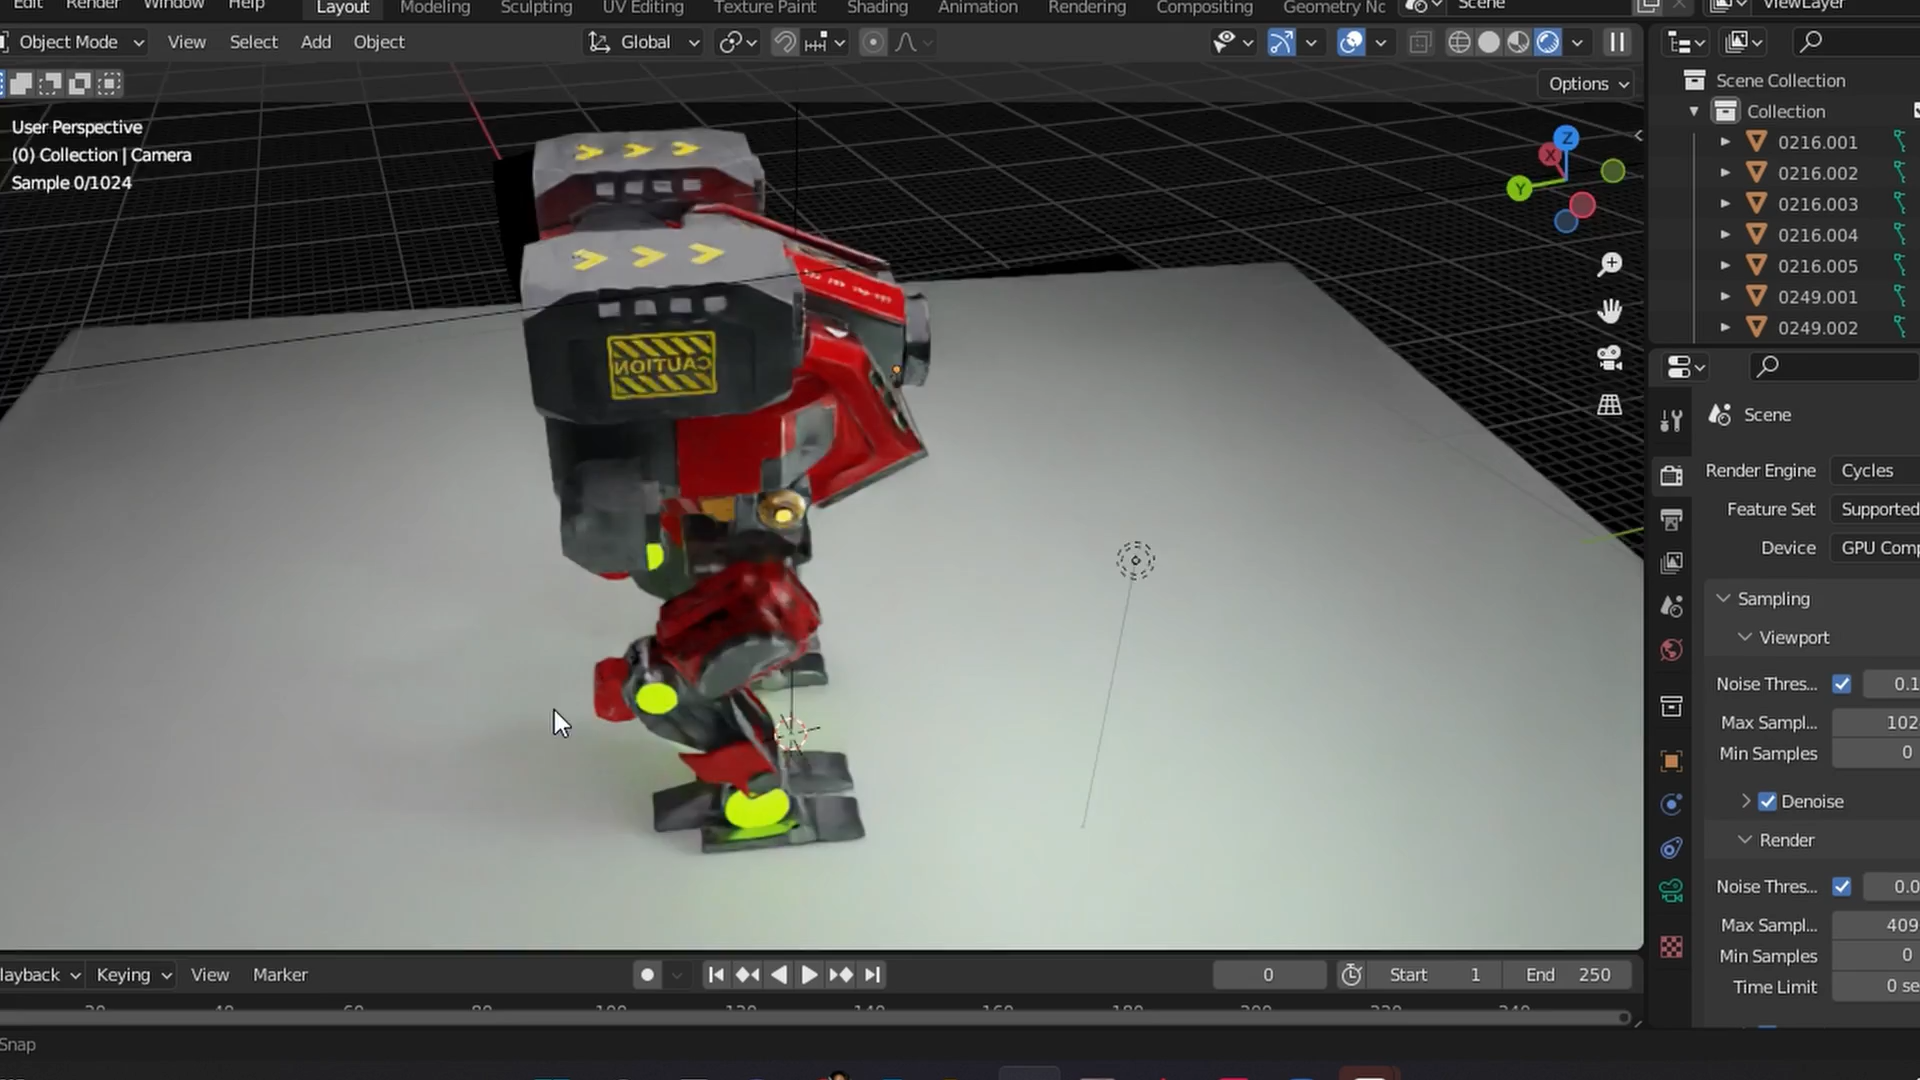 Edit Render Window Help Layout Modeling Sculpting UV Editing Texture Paint Shading Animation Rendering Compositing Geometry Nc Scene ViewLayer
Object Mode View Select Add Object Global
Options
User Perspective
(0) Collection | Camera
Sample 0/1024
Z
X
Y
CAUTION
Scene Collection
Collection
0216.001
0216.002
0216.003
0216.004
0216.005
0249.001
0249.002
Scene
Render Engine Cycles
Feature Set Supported
Device GPU Comp
Sampling
Viewport
Noise Thres... 0.1
Max Sampl... 102
Min Samples 0
Denoise
Render
Noise Thres... 0.0
Max Sampl... 409
Min Samples 0
Time Limit 0 se
layback Keying View Marker 0 Start 1 End 250
Snap